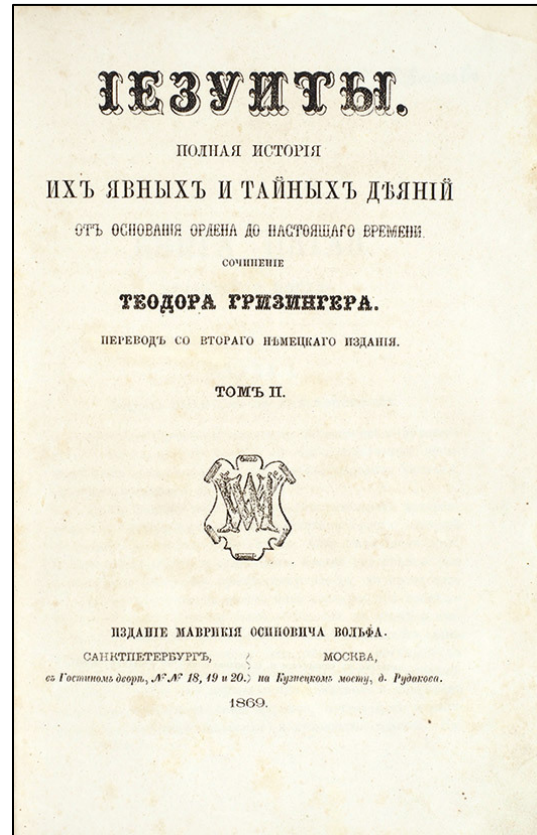 ІЕЗУИТЫ.
ПОЛНАЯ ИСТОРІЯ
ИХЪ ЯВНЫХЪ И ТАЙНЫХЪ ДѢЯНІЙ
ОТЪ ОСНОВАНІЯ ОРДЕНА ДО НАСТОЯЩАГО ВРЕМЕНИ.
СОЧИНЕНІЕ
ТЕОДОРА ГРИЗИНГЕРА.
ПЕРЕВОДЪ СО ВТОРАГО НѢМЕЦКАГО ИЗДАНІЯ.
ТОМЪ II.
ИЗДАНІЕ МАВРИКІЯ ОСИПОВИЧА ВОЛЬФА.
САНКТПЕТЕРБУРГЪ, МОСКВА,
въ Гостиномъ дворѣ, №№ 18, 19 и 20. на Кузнецкомъ мосту, д. Рудакова.
1869.